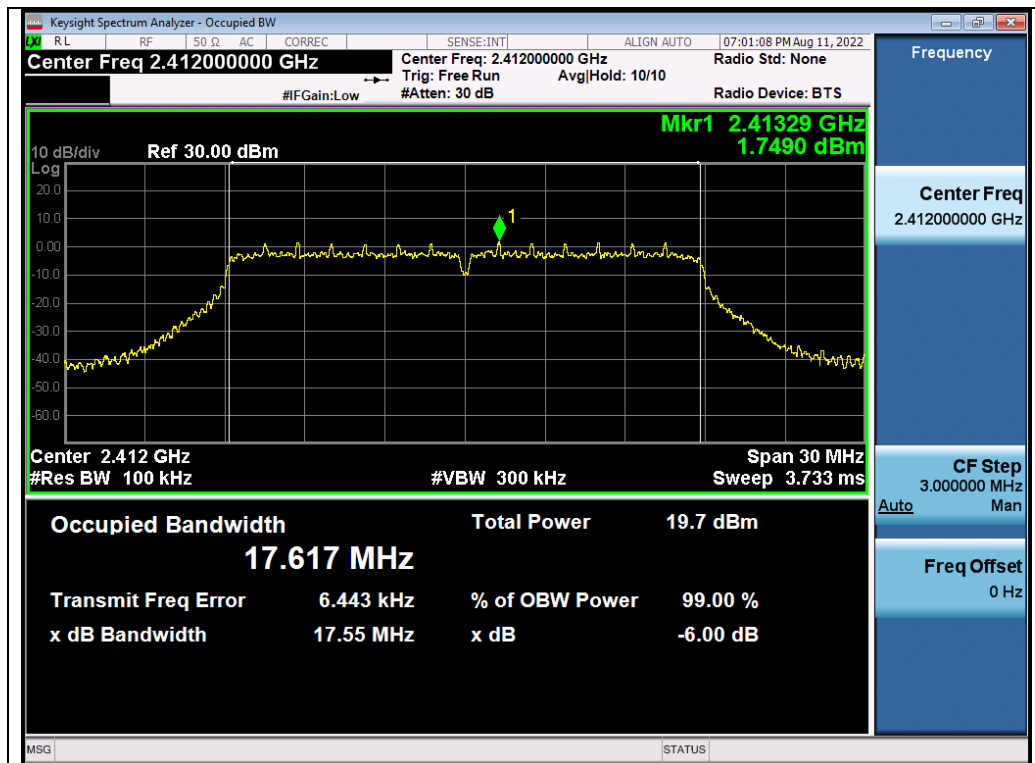 Keysight Spectrum Analyzer - Occupied BW
LXI RL RF 50 Ω AC CORREC SENSE:INT ALIGN AUTO 07:01:08 PM Aug 11, 2022
Center Freq 2.412000000 GHz
Center Freq: 2.412000000 GHz Radio Std: None
Trig: Free Run Avg|Hold: 10/10
#IFGain:Low #Atten: 30 dB Radio Device: BTS
Frequency
Mkr1 2.41329 GHz
1.7490 dBm
10 dB/div Ref 30.00 dBm
Log
20.0
10.0
0.00
-10.0
-20.0
-30.0
-40.0
-50.0
-60.0
1
Center 2.412 GHz Span 30 MHz
#Res BW 100 kHz #VBW 300 kHz Sweep 3.733 ms
Center Freq
2.412000000 GHz
CF Step
3.000000 MHz
Auto Man
Freq Offset
0 Hz
Occupied Bandwidth Total Power 19.7 dBm
17.617 MHz
Transmit Freq Error 6.443 kHz % of OBW Power 99.00 %
x dB Bandwidth 17.55 MHz x dB -6.00 dB
MSG STATUS